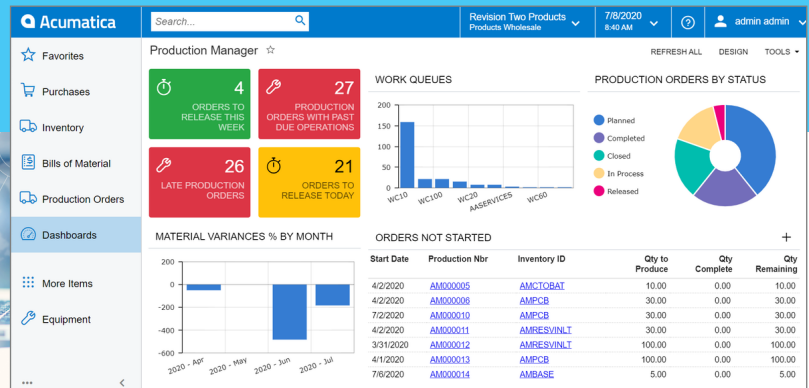 Acumatica
Search...
Revision Two Products
Products Wholesale
7/8/2020
8:40 AM
?
admin admin
Favorites
Purchases
Inventory
Bills of Material
Production Orders
Dashboards
More Items
Equipment
...
Production Manager
REFRESH ALL DESIGN TOOLS
4
ORDERS TO
RELEASE THIS
WEEK
27
PRODUCTION
ORDERS WITH PAST
DUE OPERATIONS
26
LATE PRODUCTION
ORDERS
21
ORDERS TO
RELEASE TODAY
WORK QUEUES
200
150
100
50
0
WC10 WC100 WC20 AASERVICES WC60
PRODUCTION ORDERS BY STATUS
Planned
Completed
Closed
In Process
Released
MATERIAL VARIANCES % BY MONTH
200
0
-200
-400
-600
2020 - Apr 2020 - May 2020 - Jun 2020 - Jul
ORDERS NOT STARTED
Start Date Production Nbr Inventory ID Qty to Produce Qty Complete Qty Remaining
4/2/2020 AM000005 AMCTOBAT 10.00 0.00 10.00
4/2/2020 AM000006 AMPCB 30.00 0.00 30.00
7/2/2020 AM000010 AMPCB 30.00 0.00 30.00
4/2/2020 AM000011 AMRESVINLT 30.00 0.00 30.00
3/31/2020 AM000012 AMRESVINLT 100.00 0.00 100.00
4/1/2020 AM000013 AMPCB 100.00 0.00 100.00
7/6/2020 AM000014 AMBASE 5.00 0.00 5.00